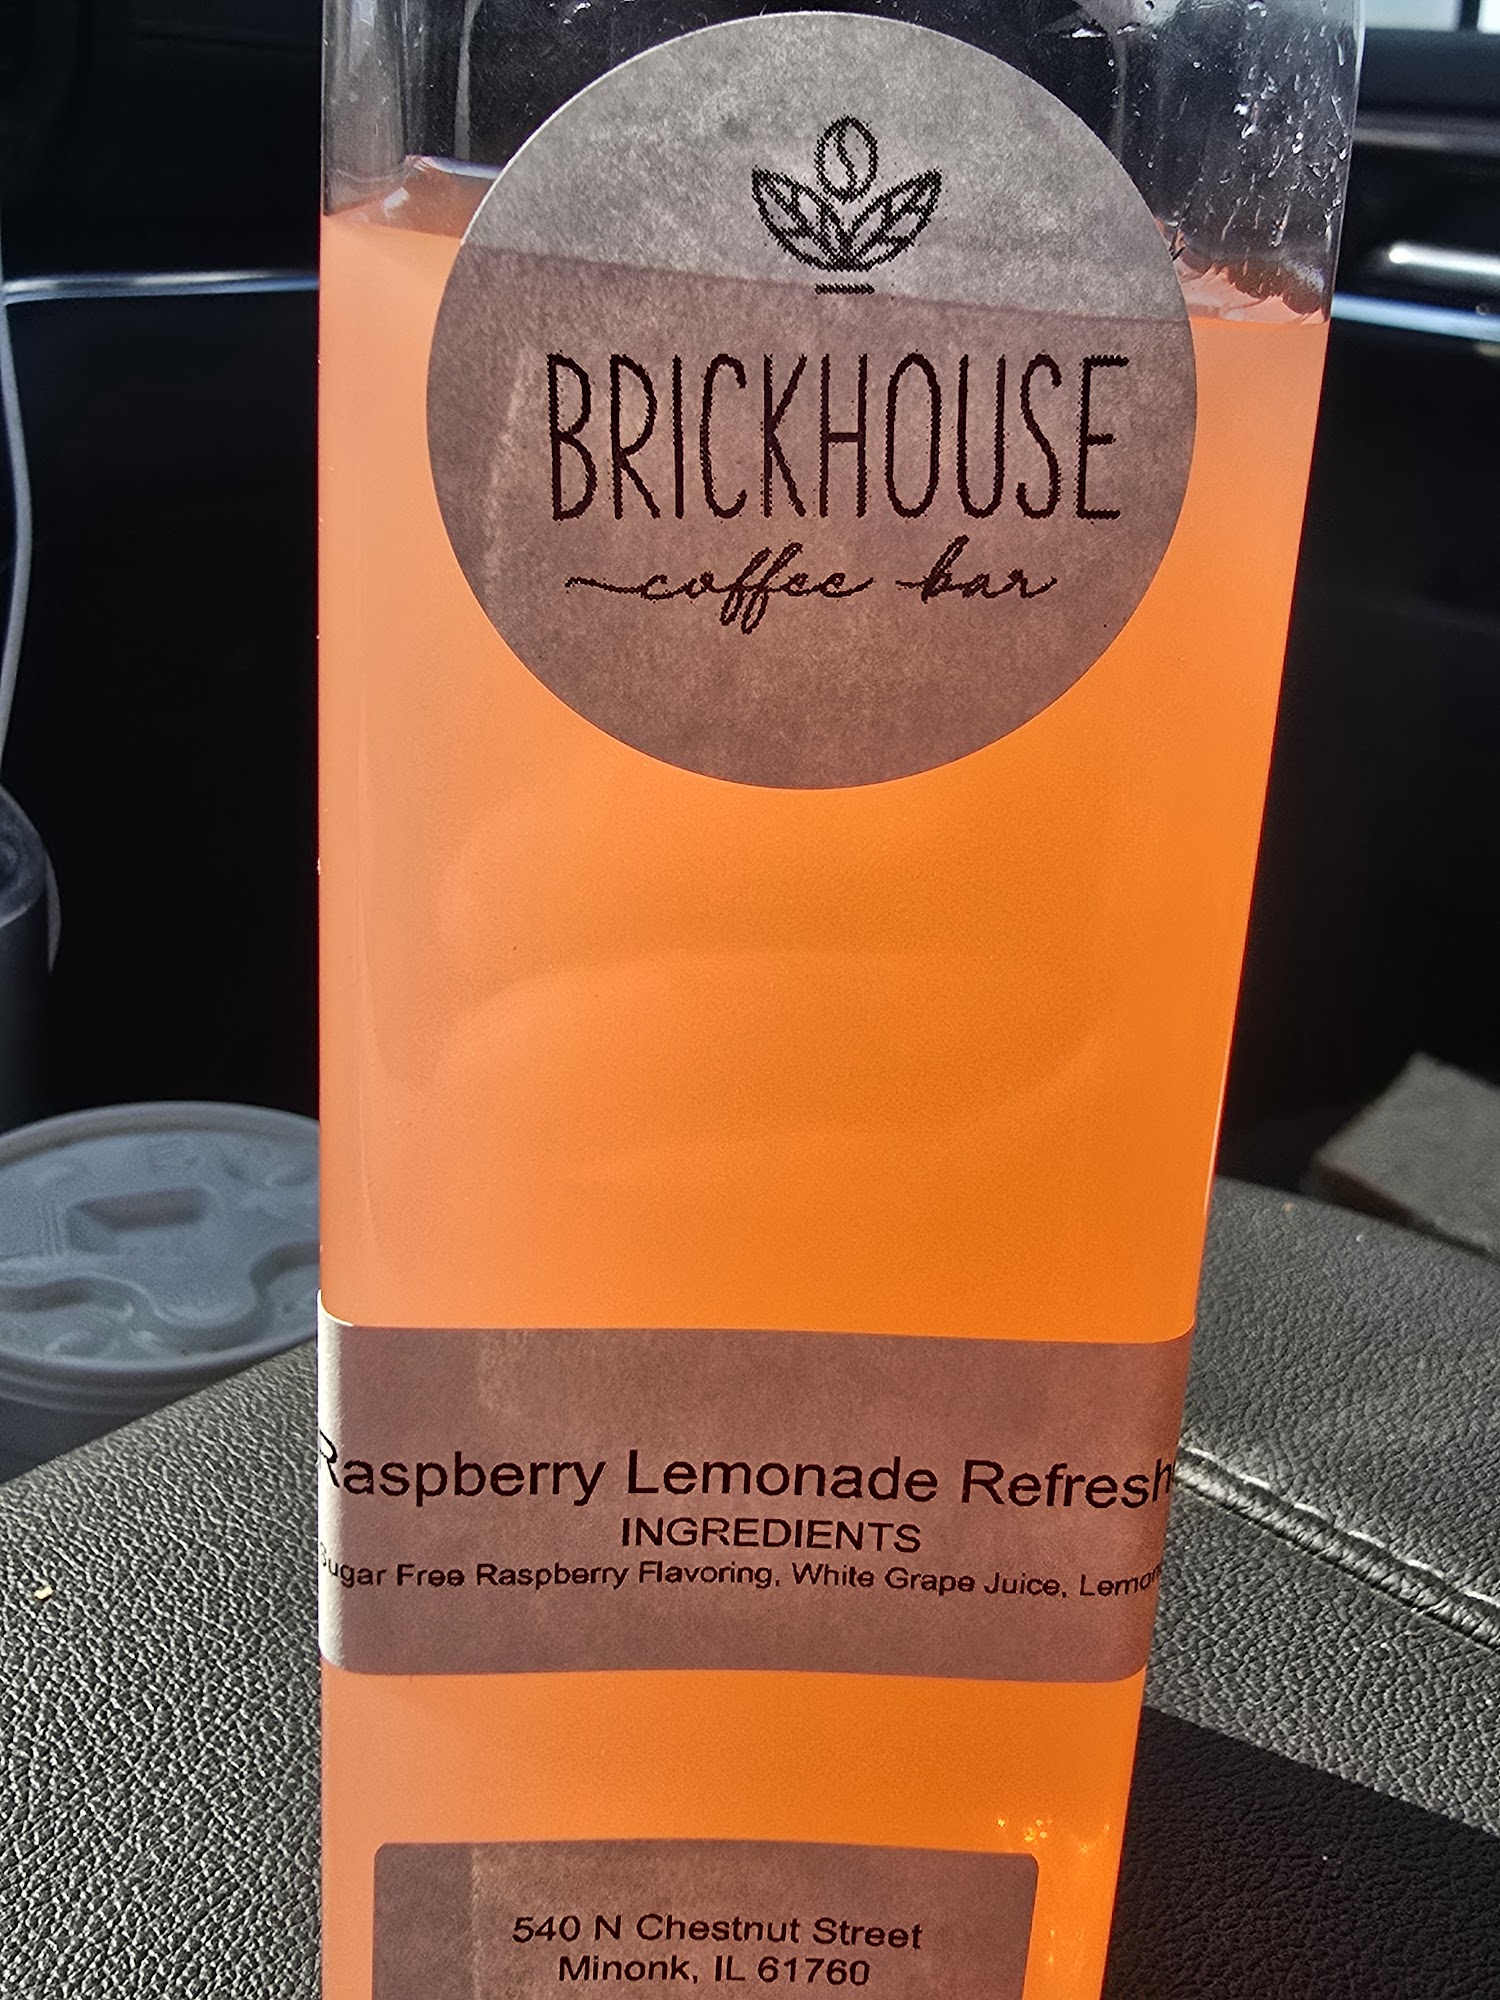 BRICKHOUSE
coffee bar
Raspberry Lemonade Refresh
INGREDIENTS
Sugar Free Raspberry Flavoring, White Grape Juice, Lemon
540 N Chestnut Street
Minonk, IL 61760